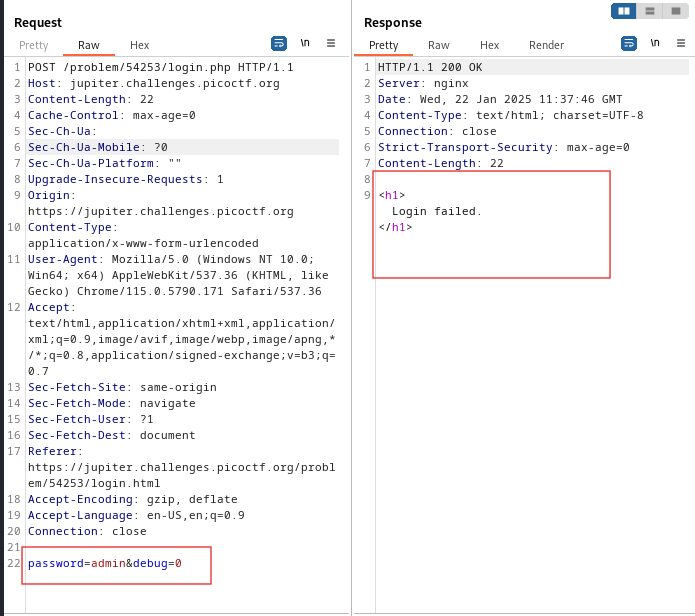 Request
Pretty Raw Hex \n
1 POST /problem/54253/login.php HTTP/1.1
2 Host: jupiter.challenges.picoctf.org
3 Content-Length: 22
4 Cache-Control: max-age=0
5 Sec-Ch-Ua:
6 Sec-Ch-Ua-Mobile: ?0
7 Sec-Ch-Ua-Platform: ""
8 Upgrade-Insecure-Requests: 1
9 Origin:
https://jupiter.challenges.picoctf.org
10 Content-Type:
application/x-www-form-urlencoded
11 User-Agent: Mozilla/5.0 (Windows NT 10.0;
Win64; x64) AppleWebKit/537.36 (KHTML, like
Gecko) Chrome/115.0.5790.171 Safari/537.36
12 Accept:
text/html,application/xhtml+xml,application/
xml;q=0.9,image/avif,image/webp,image/apng,*
/*;q=0.8,application/signed-exchange;v=b3;q=
0.7
13 Sec-Fetch-Site: same-origin
14 Sec-Fetch-Mode: navigate
15 Sec-Fetch-User: ?1
16 Sec-Fetch-Dest: document
17 Referer:
https://jupiter.challenges.picoctf.org/probl
em/54253/login.html
18 Accept-Encoding: gzip, deflate
19 Accept-Language: en-US,en;q=0.9
20 Connection: close
21
22 password=admin&debug=0
Response
Pretty Raw Hex Render \n
1 HTTP/1.1 200 OK
2 Server: nginx
3 Date: Wed, 22 Jan 2025 11:37:46 GMT
4 Content-Type: text/html; charset=UTF-8
5 Connection: close
6 Strict-Transport-Security: max-age=0
7 Content-Length: 22
8
9 <h1>
Login failed.
</h1>